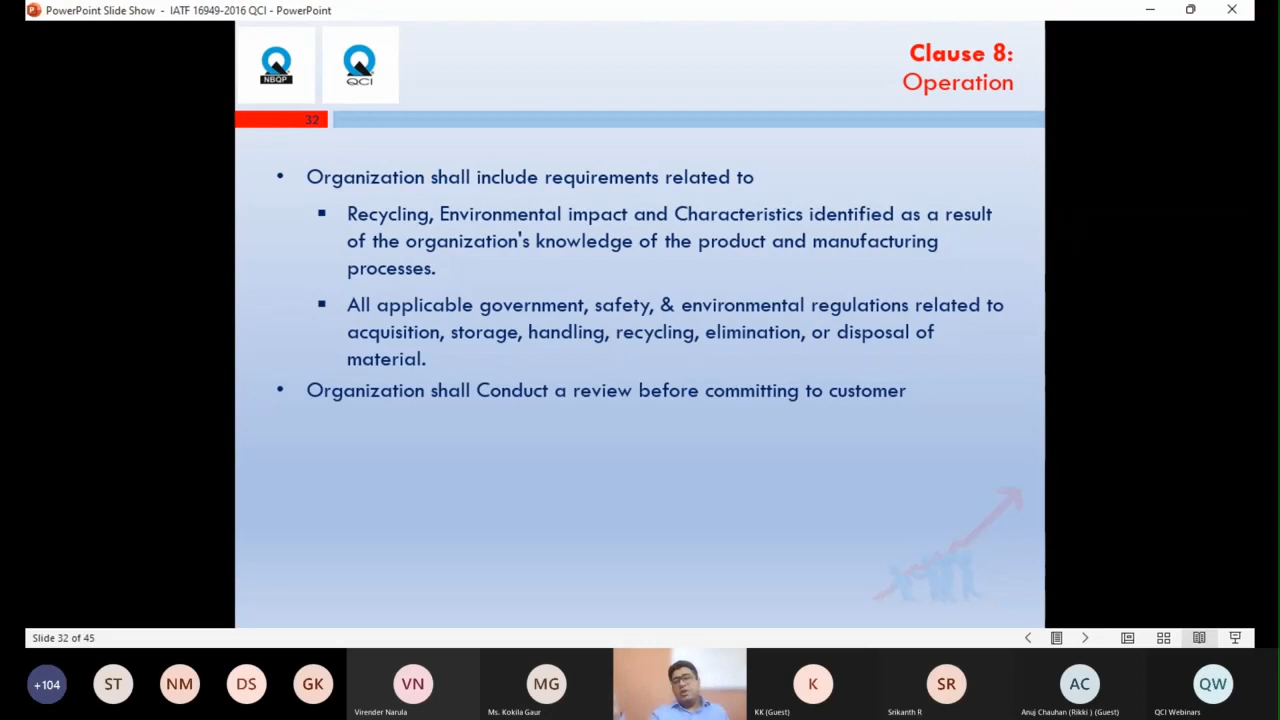 PowerPoint Slide Show - IATF 16949-2016 QCI - PowerPoint
NBQP
QCI
Clause 8:
Operation
32
• Organization shall include requirements related to
▪ Recycling, Environmental impact and Characteristics identified as a result
of the organization's knowledge of the product and manufacturing
processes.
▪ All applicable government, safety, & environmental regulations related to
acquisition, storage, handling, recycling, elimination, or disposal of
material.
• Organization shall Conduct a review before committing to customer
Slide 32 of 45
+104 ST NM DS GK VN MG K SR AC QW
Virender Narula Ms. Kokila Gaur KK (Guest) Srikanth R Anuj Chauhan (Rikki ) (Guest) QCI Webinars